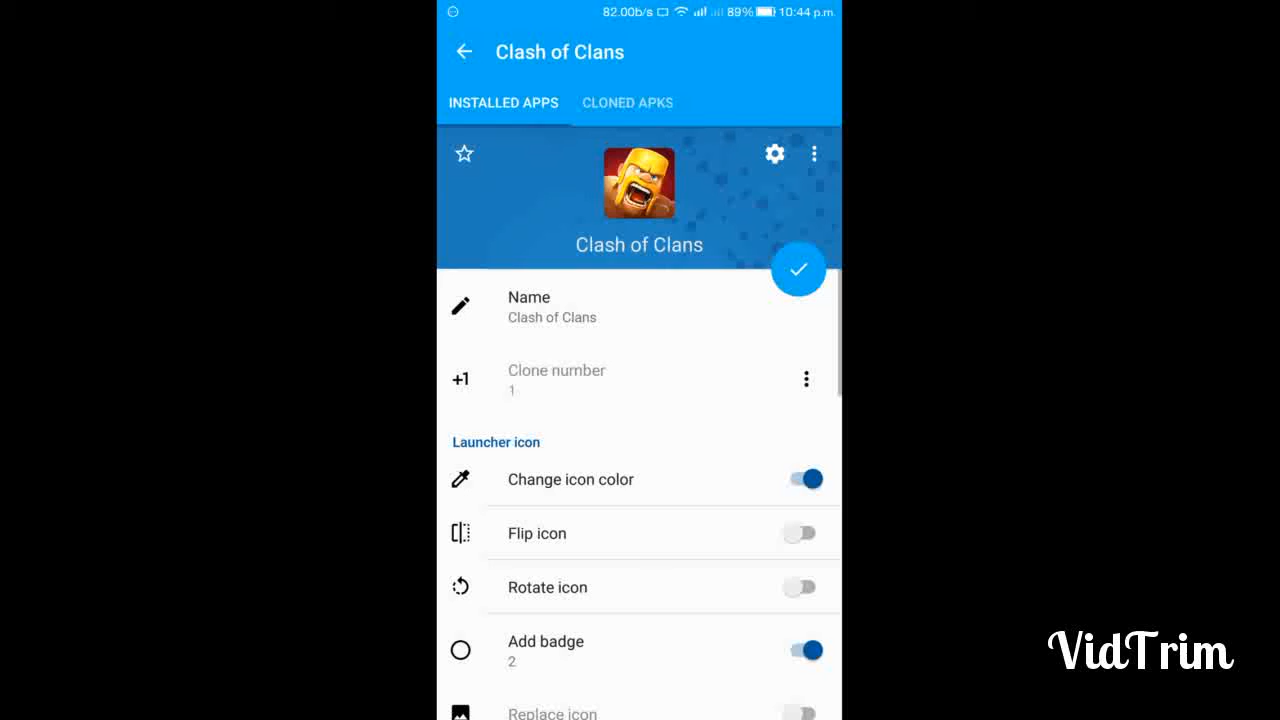 82.00b/s 89% 10:44 p.m.
Clash of Clans
INSTALLED APPS CLONED APKS
Clash of Clans
Name
Clash of Clans
+1 Clone number
1
Launcher icon
Change icon color
Flip icon
Rotate icon
Add badge
2
Replace icon
VidTrim